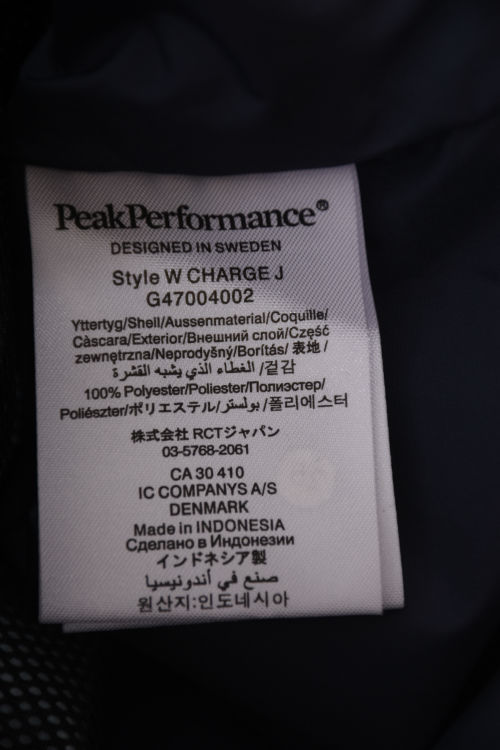 PeakPerformance®
DESIGNED IN SWEDEN
Style W CHARGE J
G47004002
Yttertyg/Shell/Aussenmaterial/Coquille/
Càscara/Exterior/Внешний слой/Część
zewnętrzna/Neprodyšný/Borítás/ 表地 /
الغطاء الذي يشبه القشرة /겉감
100% Polyester/Poliester/Полиэстер/
Poliészter/ポリエステル/ بولستر /폴리에스터
株式会社 RCTジャパン
03-5768-2061
CA 30 410
IC COMPANYS A/S
DENMARK
Made in INDONESIA
Сделано в Индонезии
インドネシア製
صنع في أندونيسيا
원산지:인도네시아